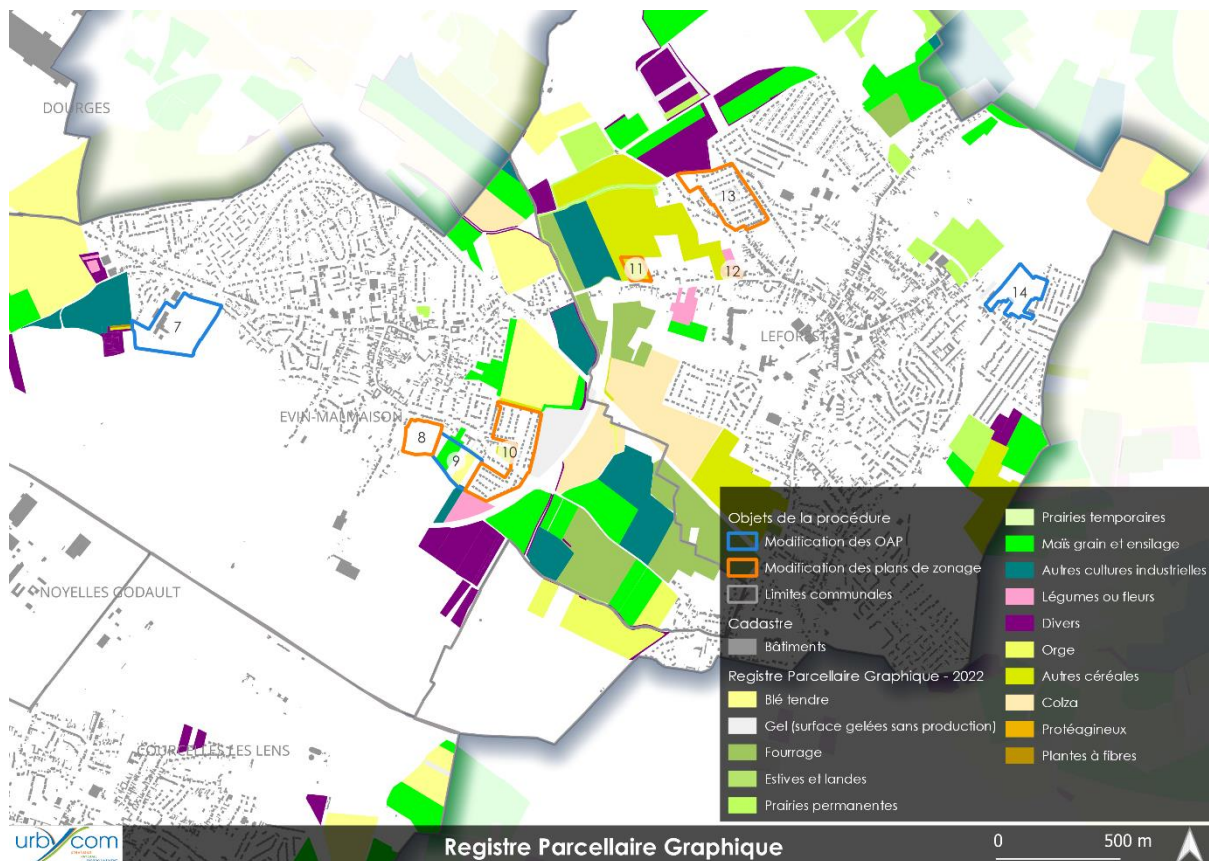 DOURGES
13
11
12
14
7
LEFOREST
EVIN-MALMAISON
8
9
10
NOYELLES GODAULT
COURCELLES LES LENS
Objets de la procédure
Modification des OAP
Modification des plans de zonage
Limites communales
Cadastre
Bâtiments
Registre Parcellaire Graphique - 2022
Blé tendre
Gel (surface gelées sans production)
Fourrage
Estives et landes
Prairies permanentes
Prairies temporaires
Maïs grain et ensilage
Autres cultures industrielles
Légumes ou fleurs
Divers
Orge
Autres céréales
Colza
Protéagineux
Plantes à fibres
urbycom
Registre Parcellaire Graphique
0 500 m